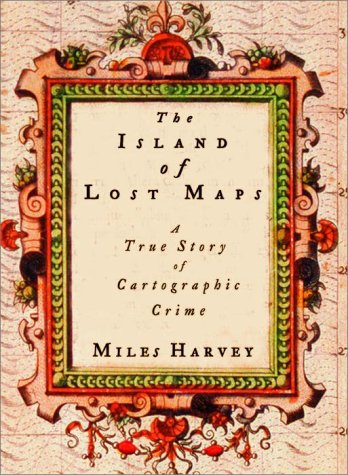 The
ISLAND
of
LOST MAPS
A
True Story
of
Cartographic
Crime
MILES HARVEY